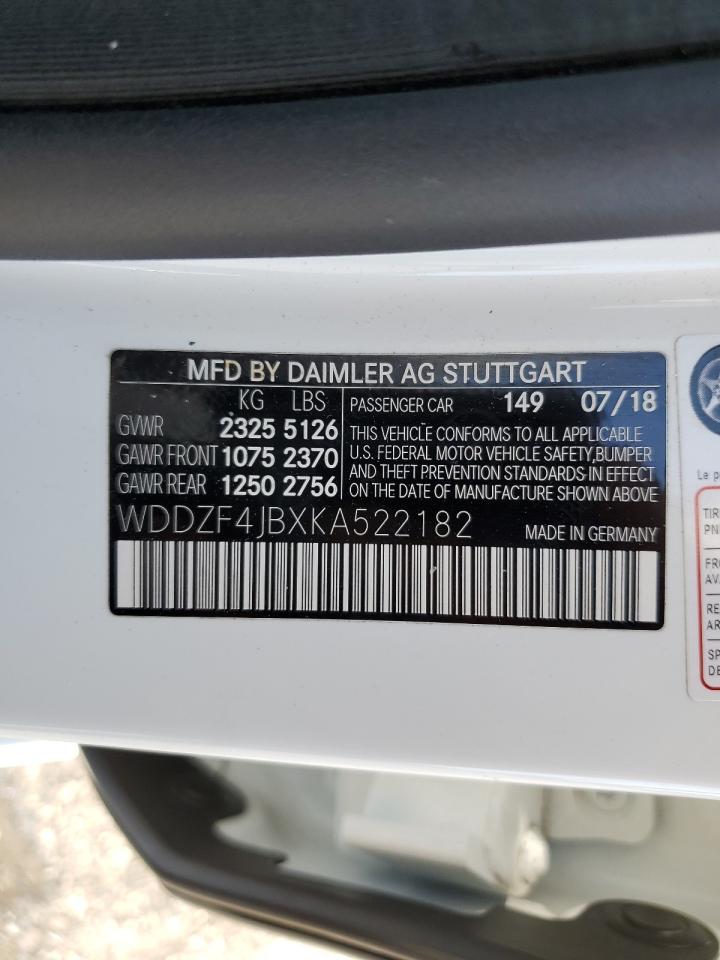 MFD BY DAIMLER AG STUTTGART
KG LBS
GVWR 2325 5126
GAWR FRONT 1075 2370
GAWR REAR 1250 2756
PASSENGER CAR 149 07/18
THIS VEHICLE CONFORMS TO ALL APPLICABLE
U.S. FEDERAL MOTOR VEHICLE SAFETY,BUMPER
AND THEFT PREVENTION STANDARDS IN EFFECT
ON THE DATE OF MANUFACTURE SHOWN ABOVE
WDDZF4JBXKA522182 MADE IN GERMANY
Le